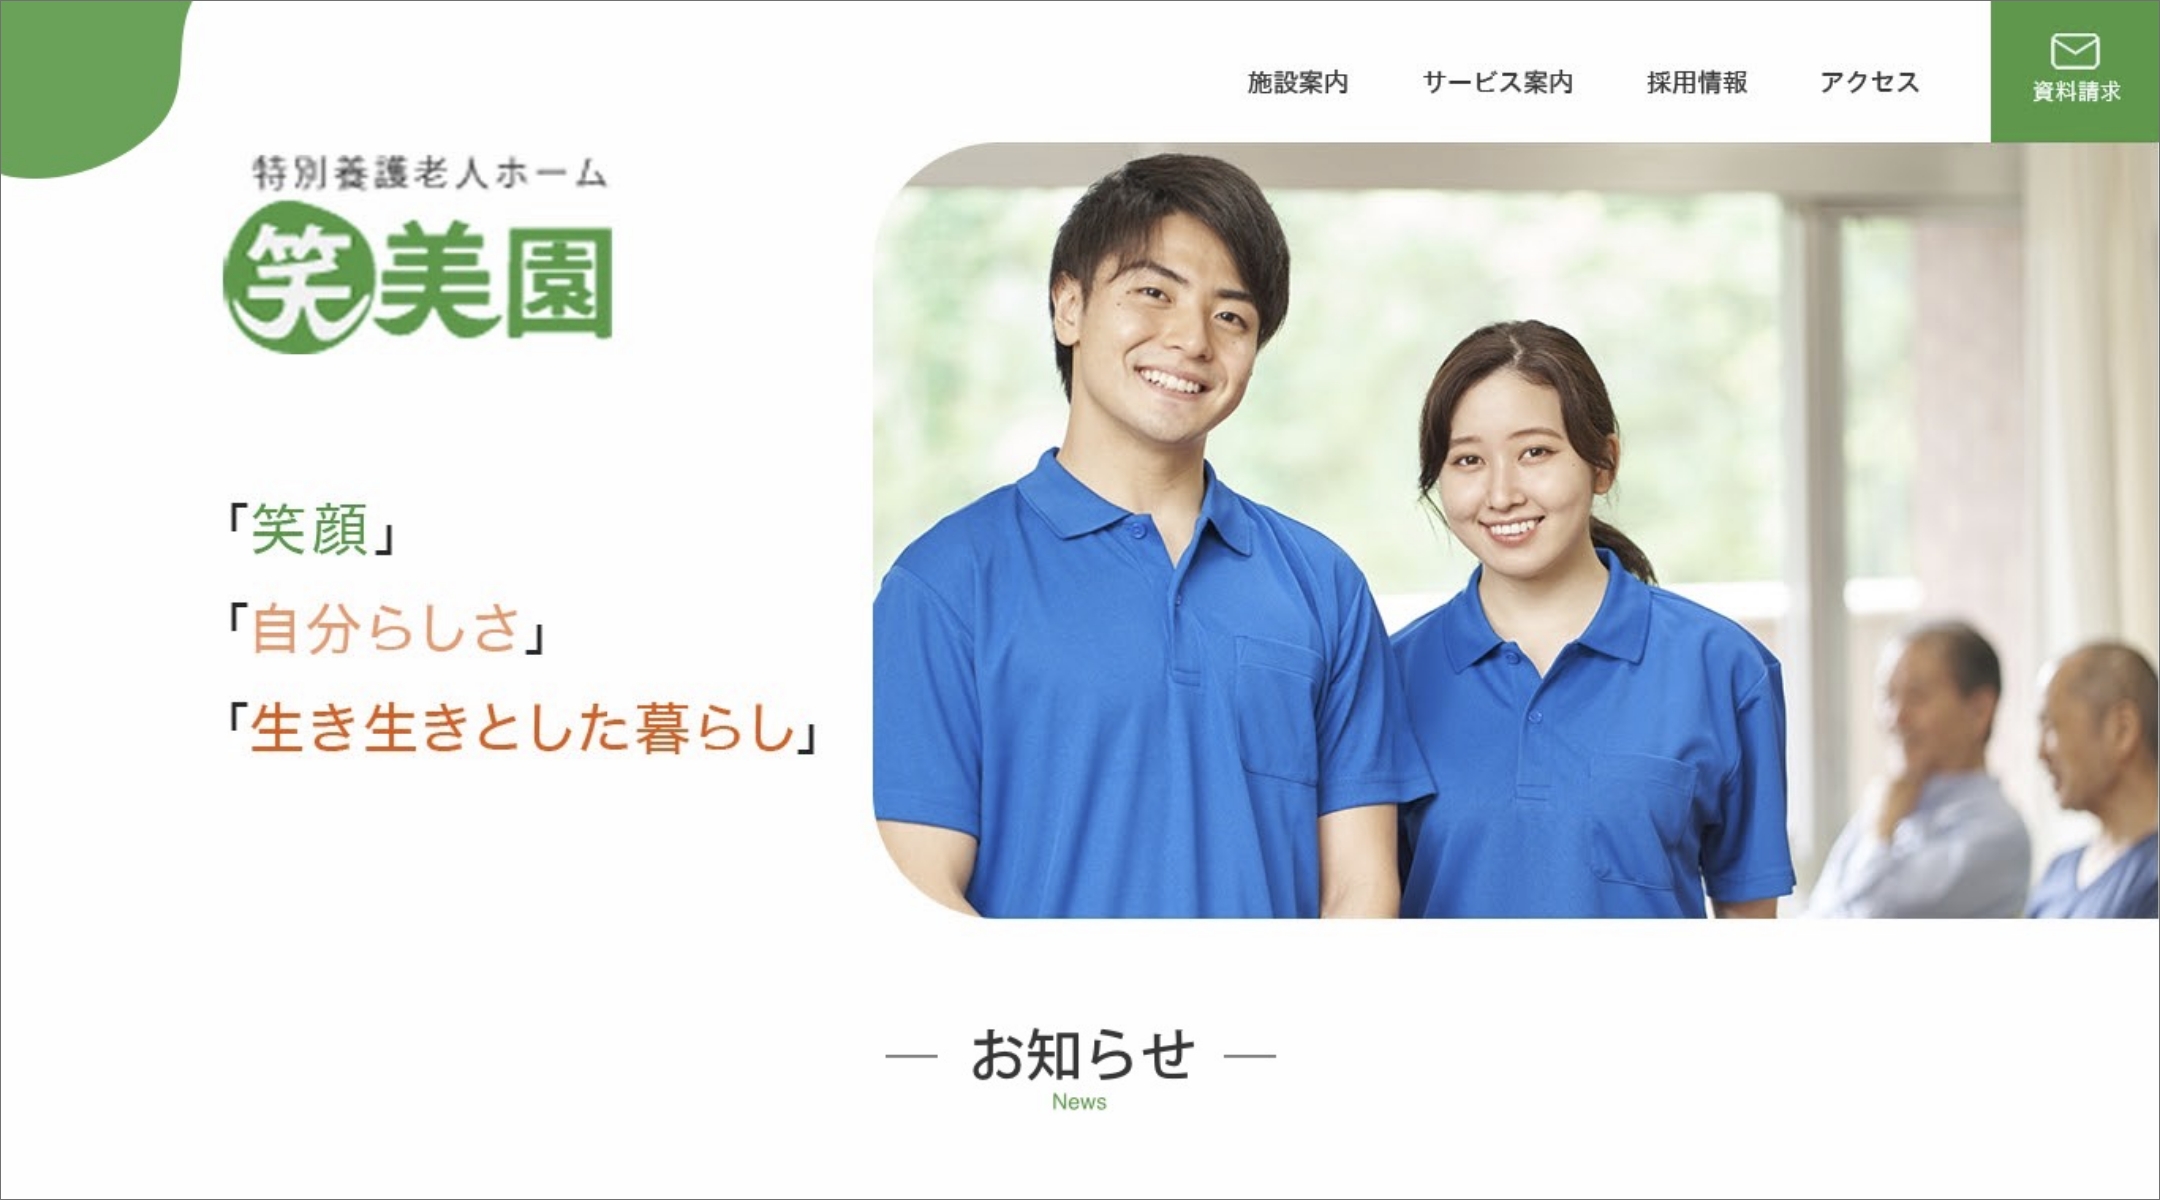 施設案内
サービス案内
採用情報
アクセス
資料請求
特別養護老人ホーム
笑美園
「笑顔」
「自分らしさ」
「生き生きとした暮らし」
お知らせ
News